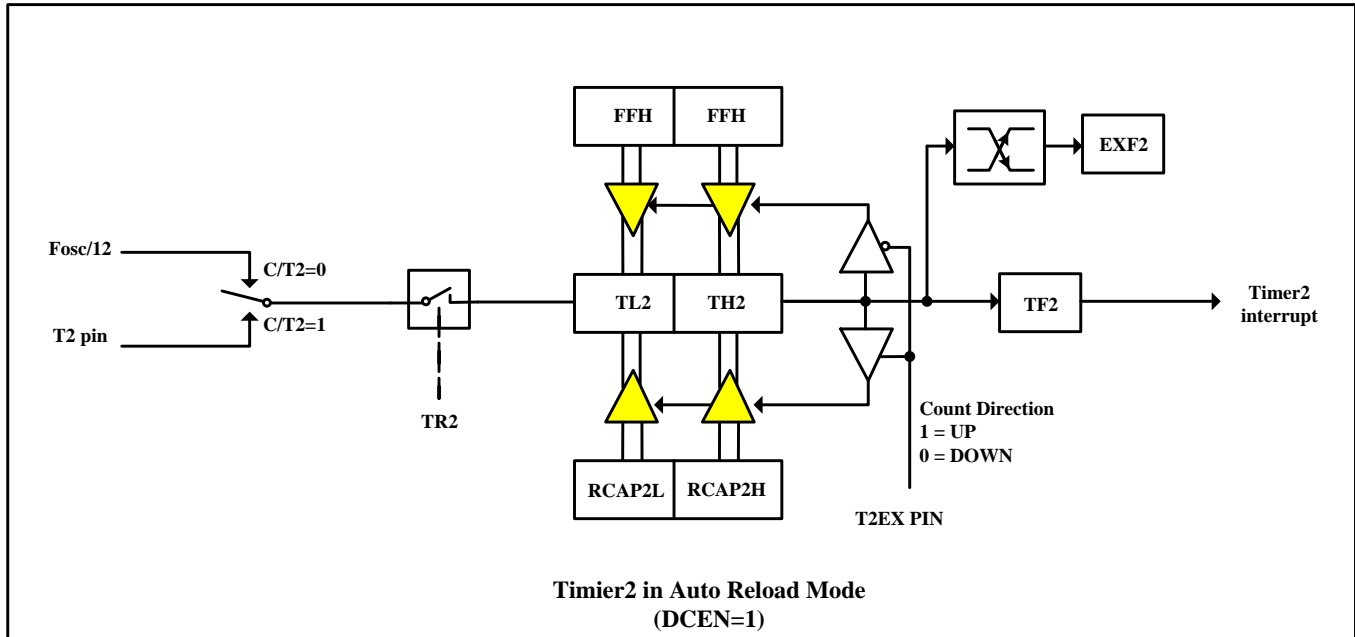 FFH FFH
EXF2
Fosc/12
C/T2=0
TL2 TH2
TF2
Timer2
interrupt
C/T2=1
T2 pin
TR2
Count Direction
1 = UP
0 = DOWN
RCAP2L RCAP2H
T2EX PIN
Timier2 in Auto Reload Mode
(DCEN=1)